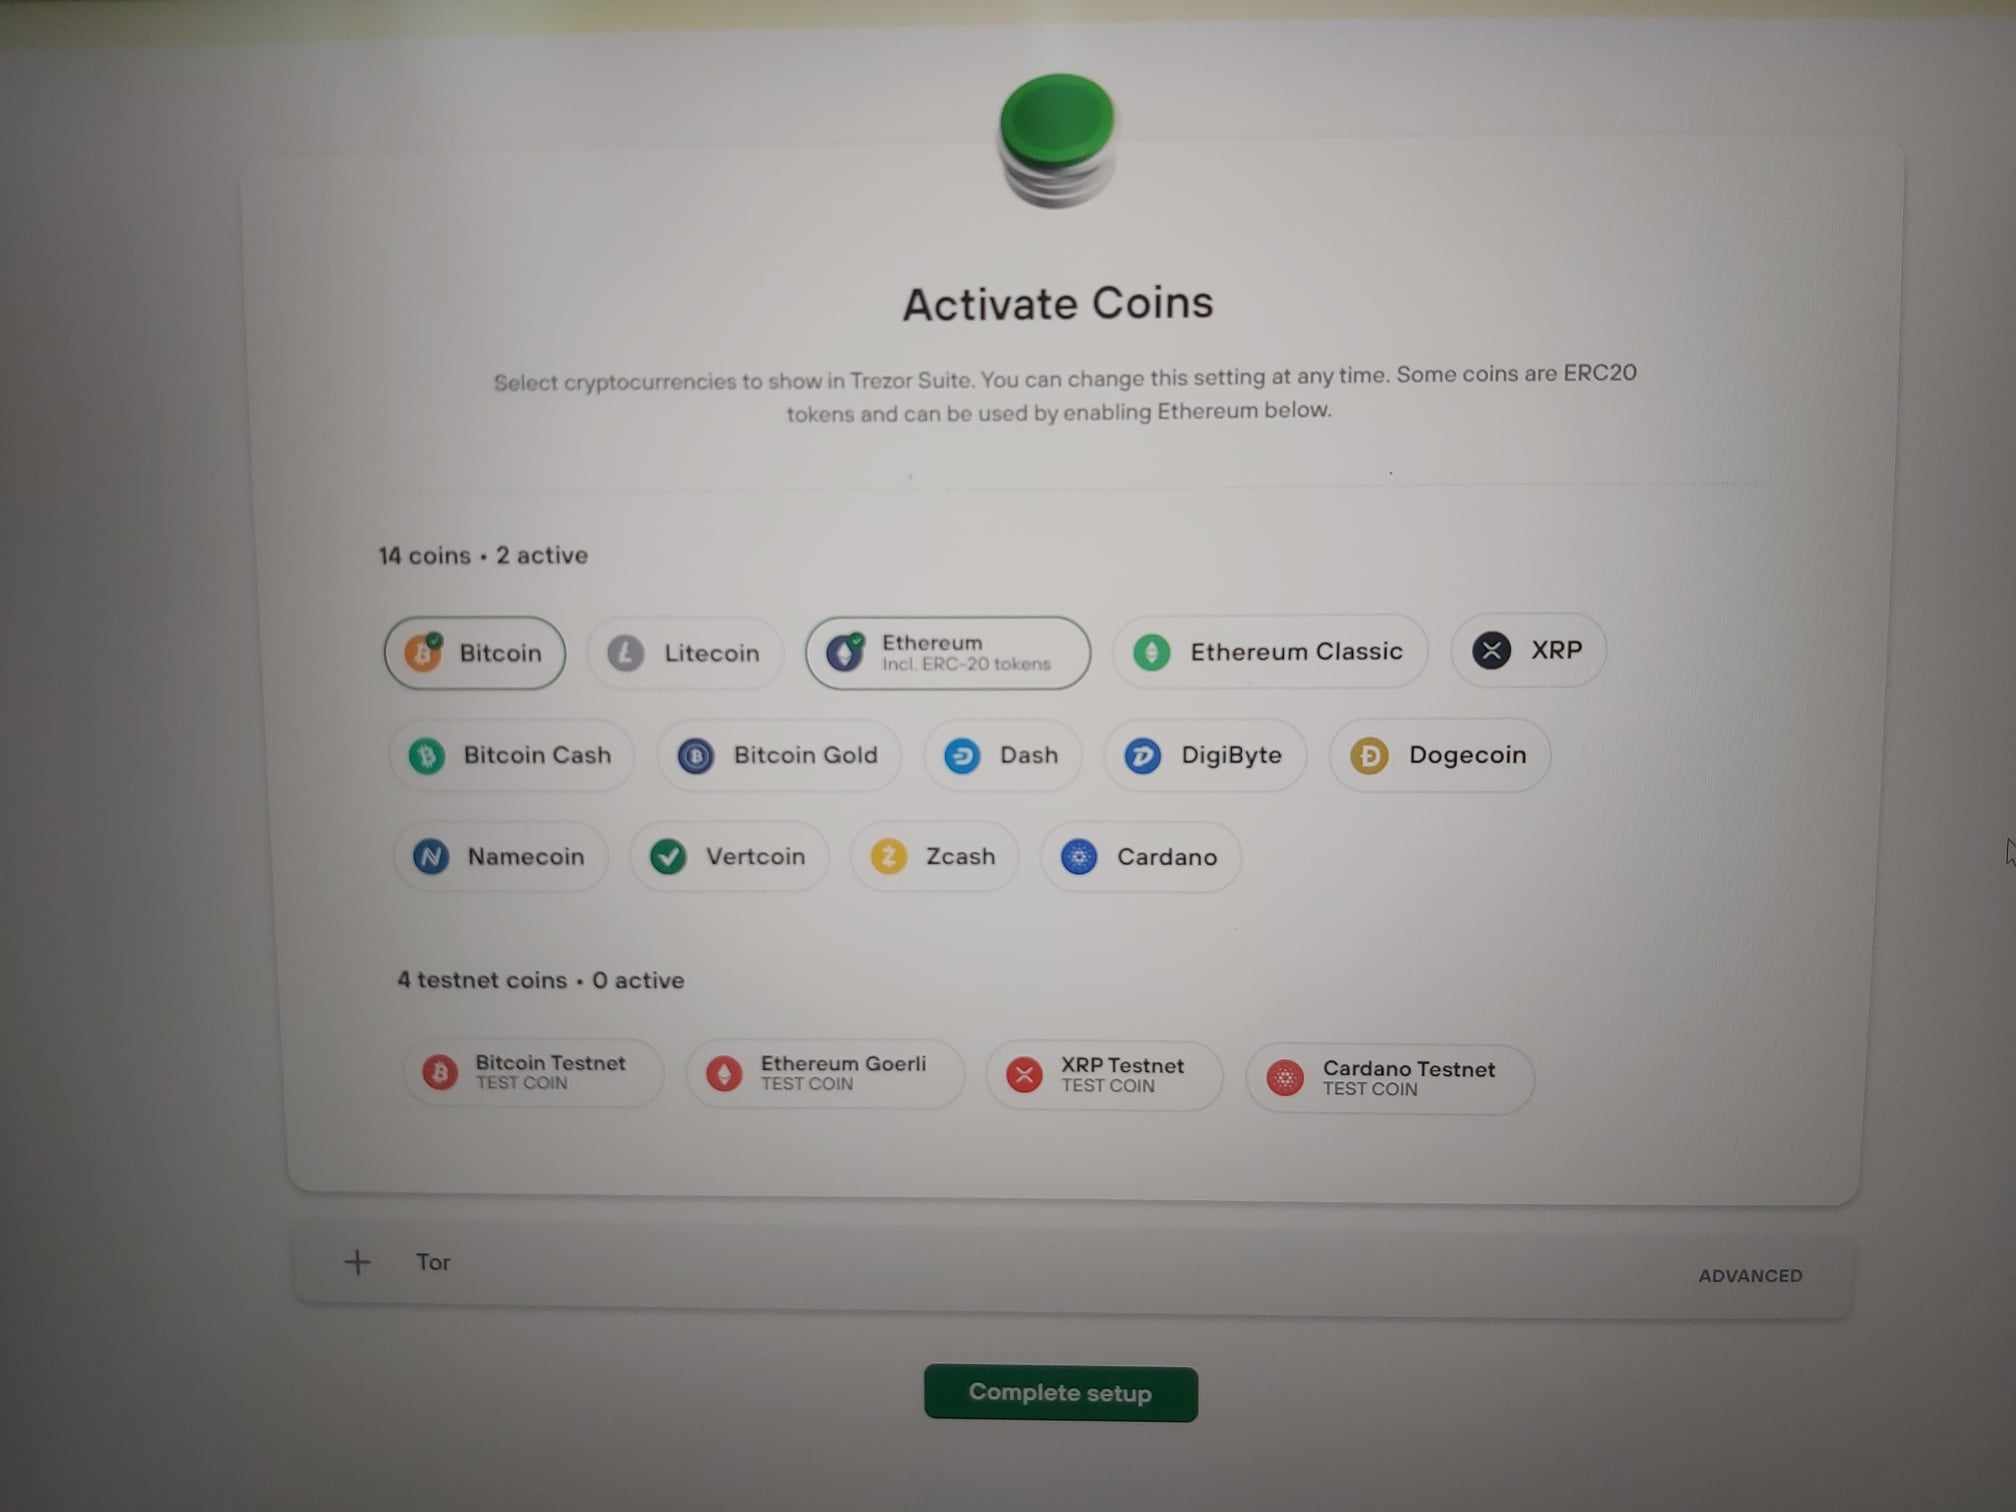 Activate Coins
Select cryptocurrencies to show in Trezor Suite. You can change this setting at any time. Some coins are ERC20
tokens and can be used by enabling Ethereum below.
14 coins • 2 active
Bitcoin
Litecoin
Ethereum
Incl. ERC-20 tokens
Ethereum Classic
XRP
Bitcoin Cash
Bitcoin Gold
Dash
DigiByte
Dogecoin
Namecoin
Vertcoin
Zcash
Cardano
4 testnet coins • 0 active
Bitcoin Testnet
TEST COIN
Ethereum Goerli
TEST COIN
XRP Testnet
TEST COIN
Cardano Testnet
TEST COIN
Tor
ADVANCED
Complete setup